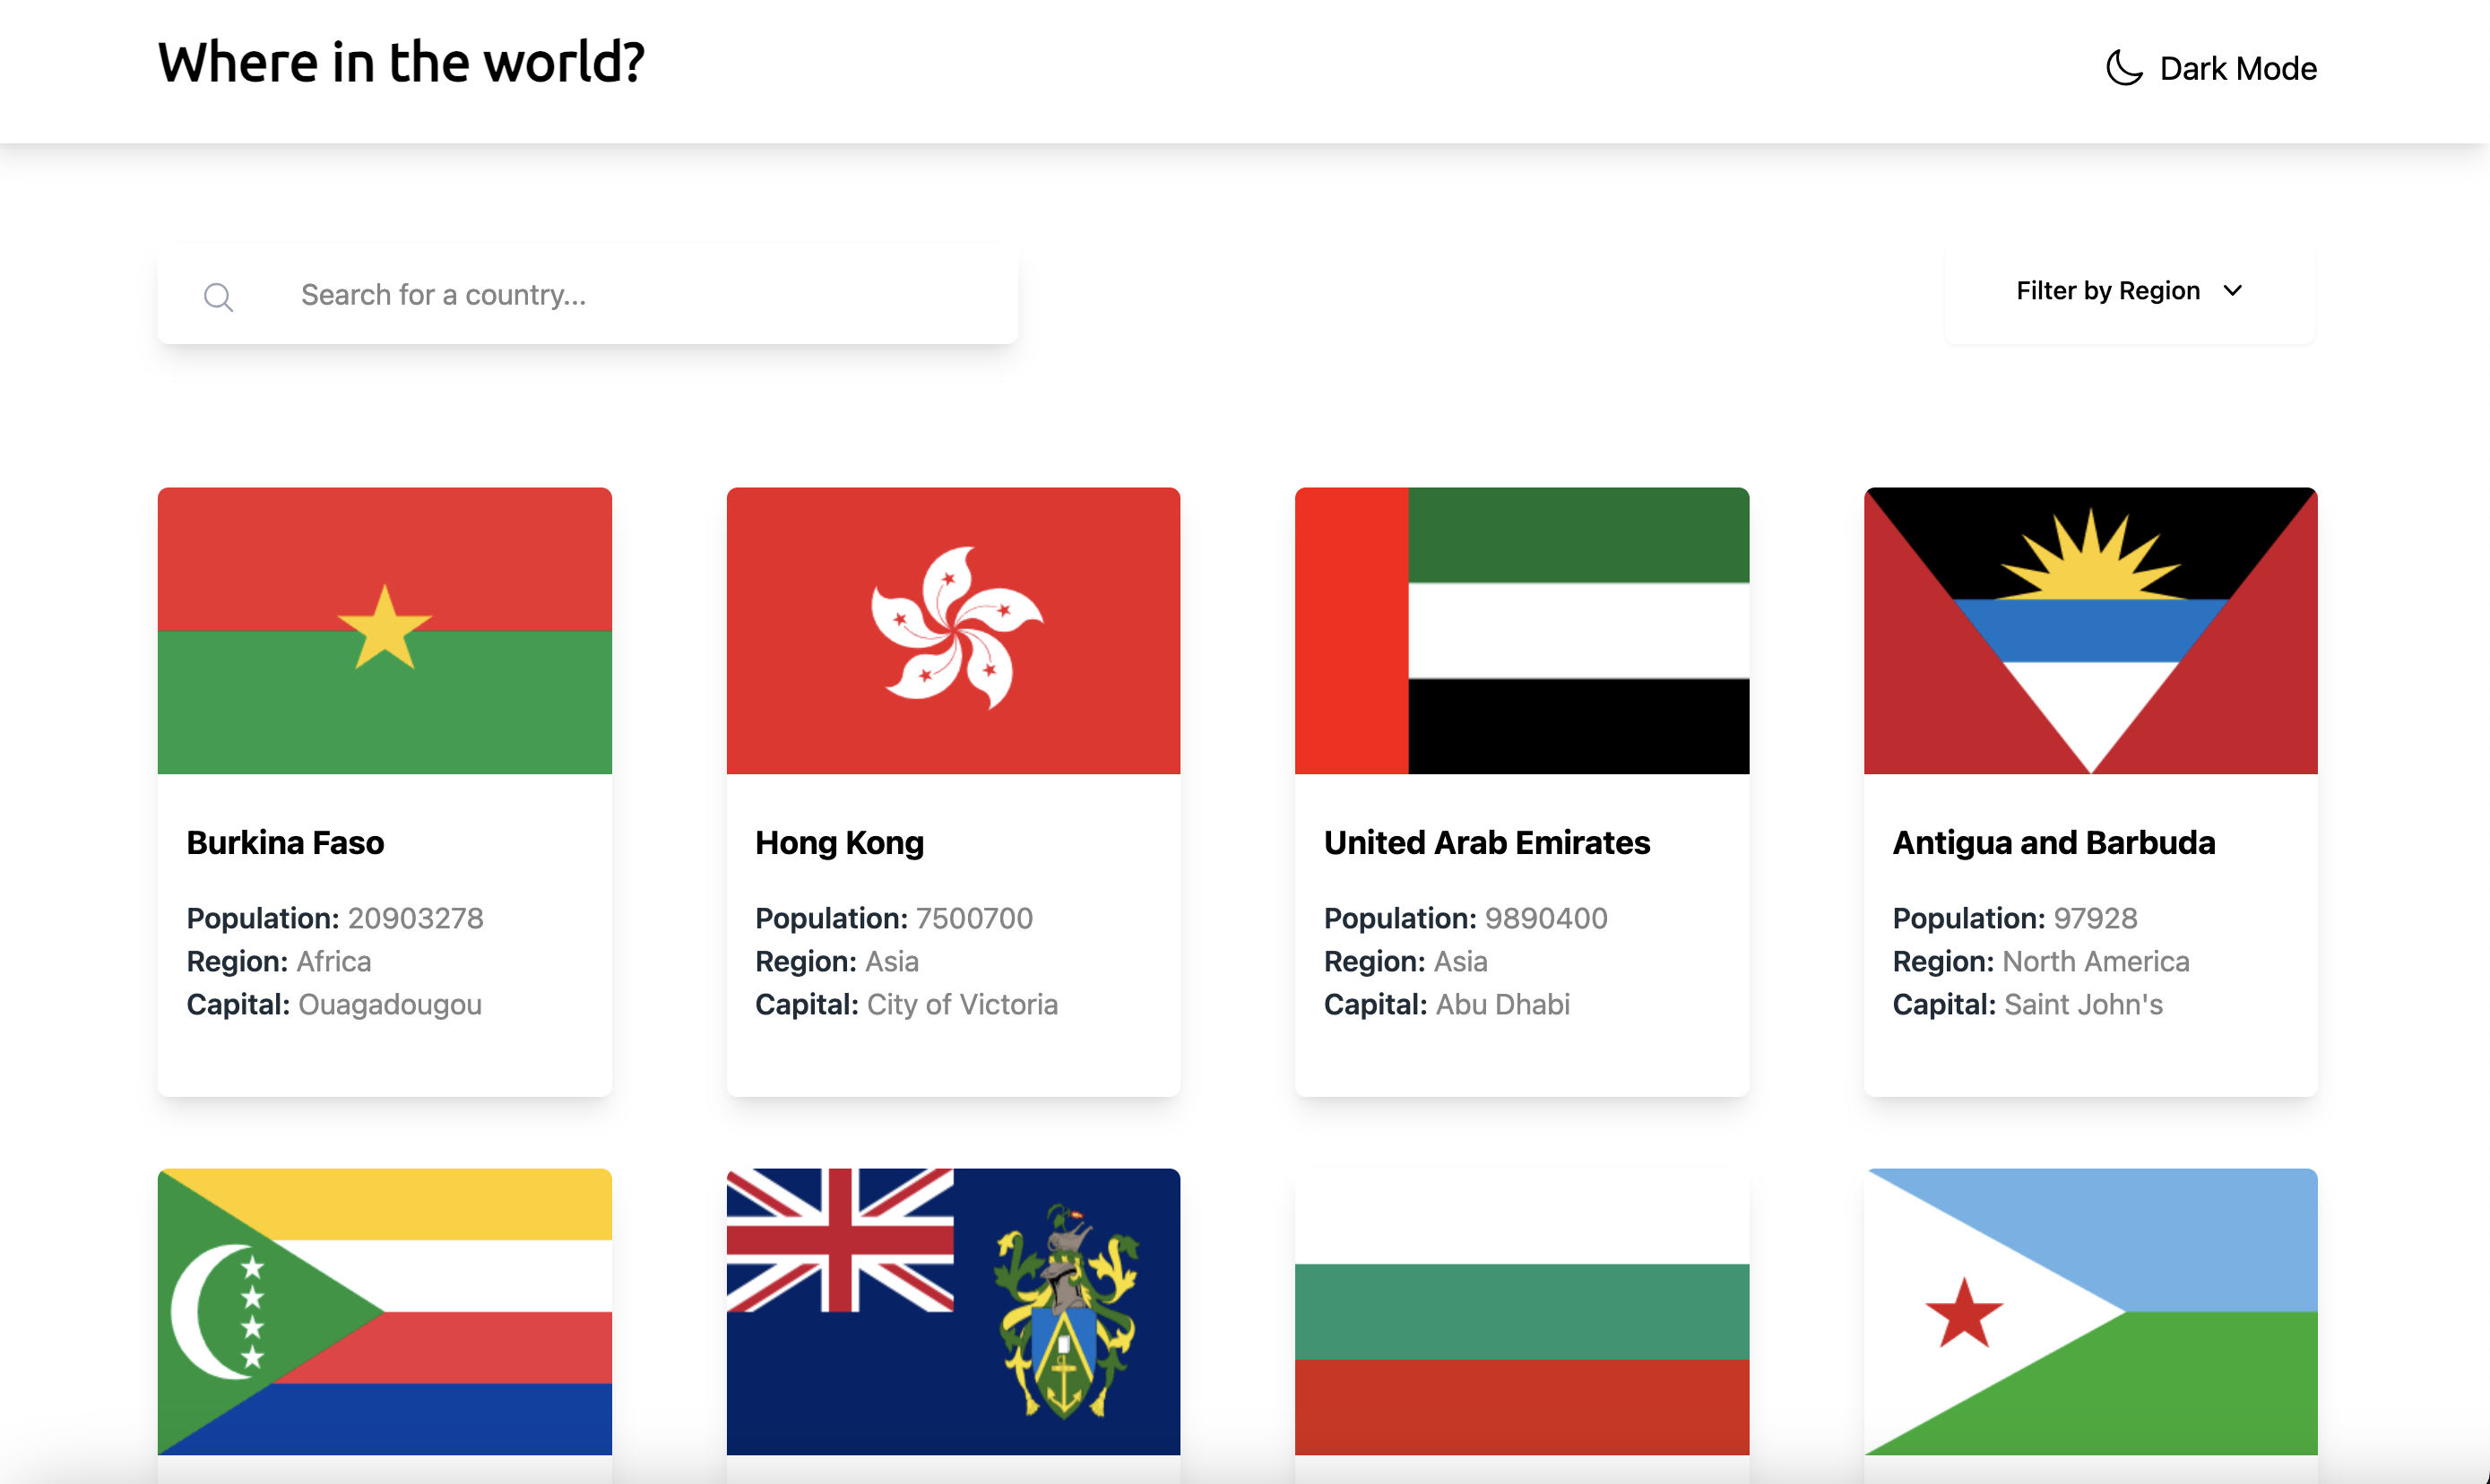 Where in the world?
Dark Mode
Search for a country...
Filter by Region
Burkina Faso
Population: 20903278
Region: Africa
Capital: Ouagadougou
Hong Kong
Population: 7500700
Region: Asia
Capital: City of Victoria
United Arab Emirates
Population: 9890400
Region: Asia
Capital: Abu Dhabi
Antigua and Barbuda
Population: 97928
Region: North America
Capital: Saint John's